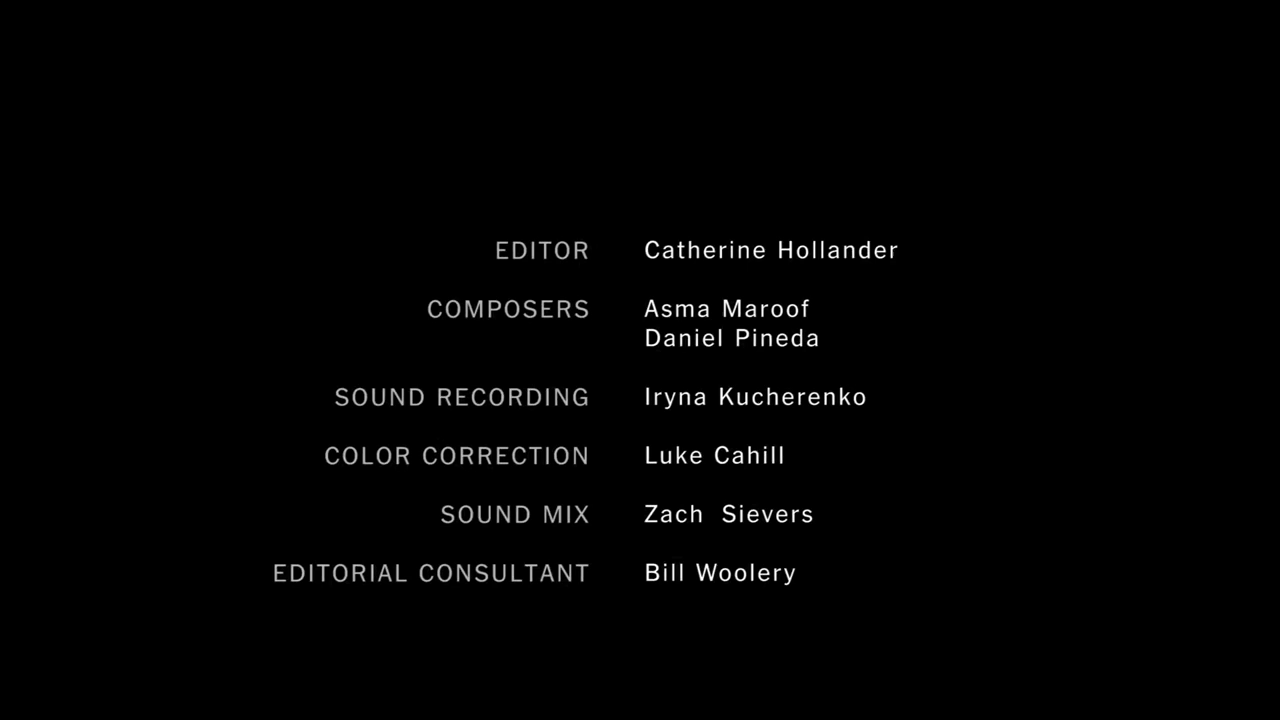 EDITOR Catherine Hollander
COMPOSERS Asma Maroof
Daniel Pineda
SOUND RECORDING Iryna Kucherenko
COLOR CORRECTION Luke Cahill
SOUND MIX Zach Sievers
EDITORIAL CONSULTANT Bill Woolery